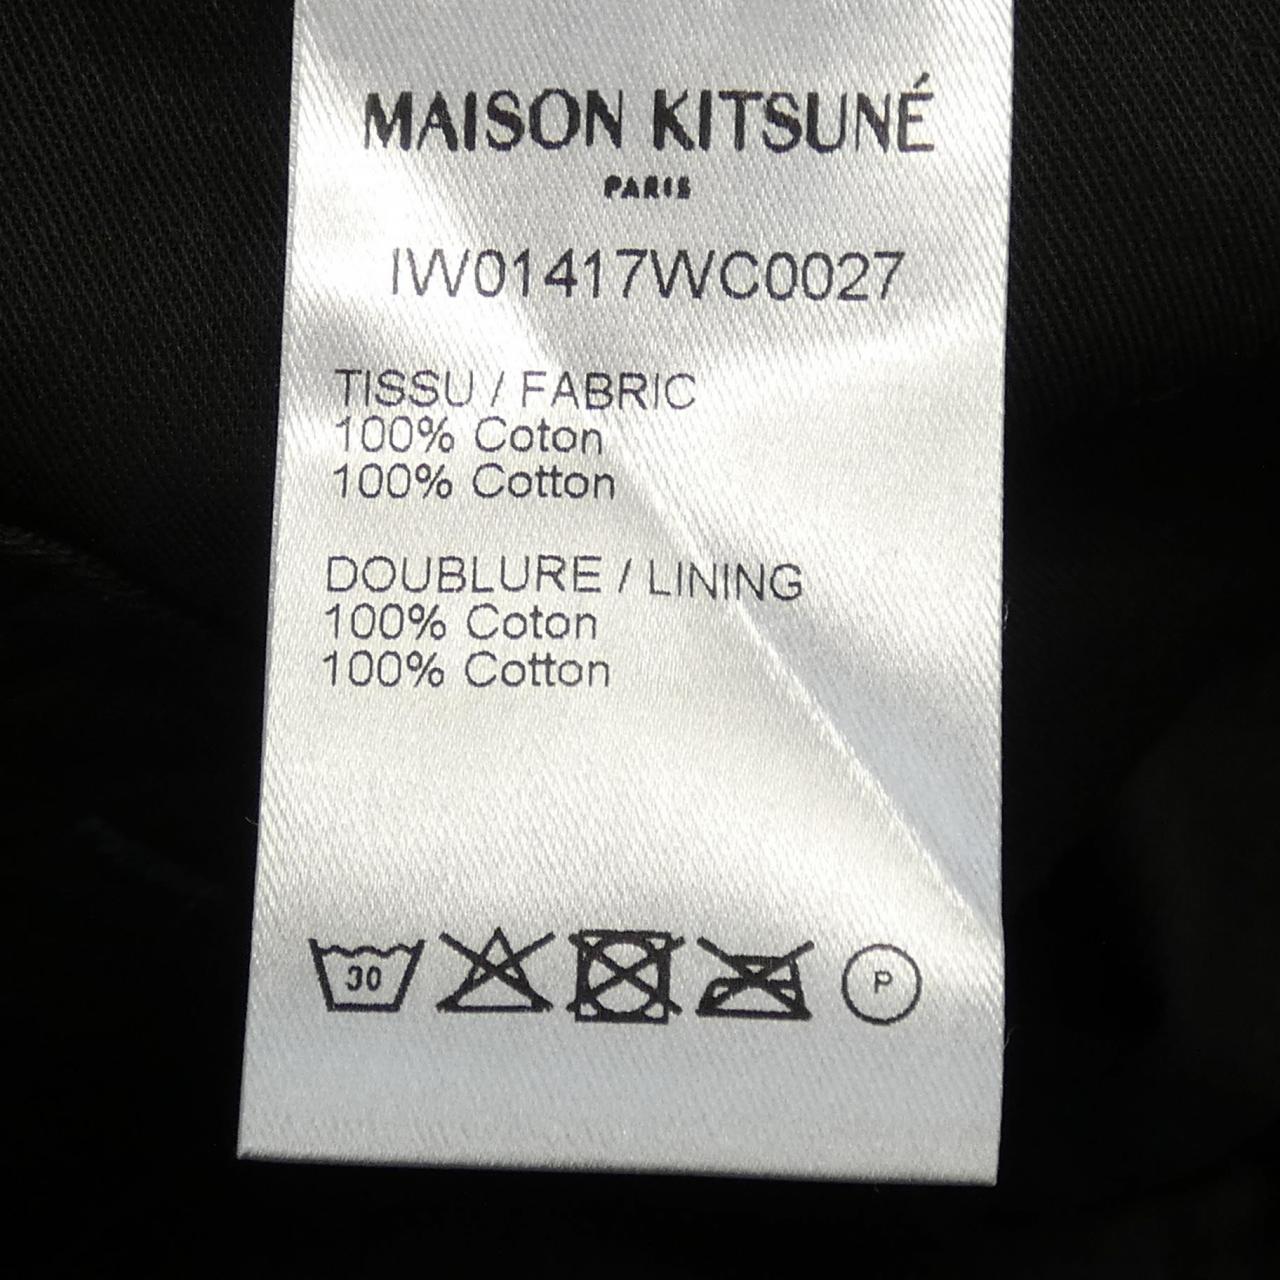 MAISON KITSUNÉ
PARIS
IW01417WC0027
TISSU / FABRIC
100% Coton
100% Cotton
DOUBLURE / LINING
100% Coton
100% Cotton
30 P